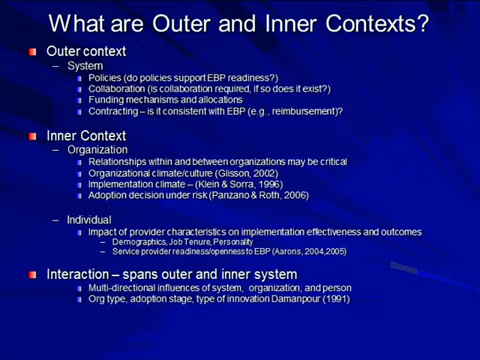 What are Outer and Inner Contexts?
Outer context
– System
Policies (do policies support EBP readiness?)
Collaboration (is collaboration required, if so does it exist?)
Funding mechanisms and allocations
Contracting – is it consistent with EBP (e.g., reimbursement)?
Inner Context
– Organization
Relationships within and between organizations may be critical
Organizational climate/culture (Glisson, 2002)
Implementation climate – (Klein & Sorra, 1996)
Adoption decision under risk (Panzano & Roth, 2006)
– Individual
Impact of provider characteristics on implementation effectiveness and outcomes
– Demographics, Job Tenure, Personality
– Service provider readiness/openness to EBP (Aarons, 2004,2005)
Interaction – spans outer and inner system
Multi-directional influences of system, organization, and person
Org type, adoption stage, type of innovation Damanpour (1991)